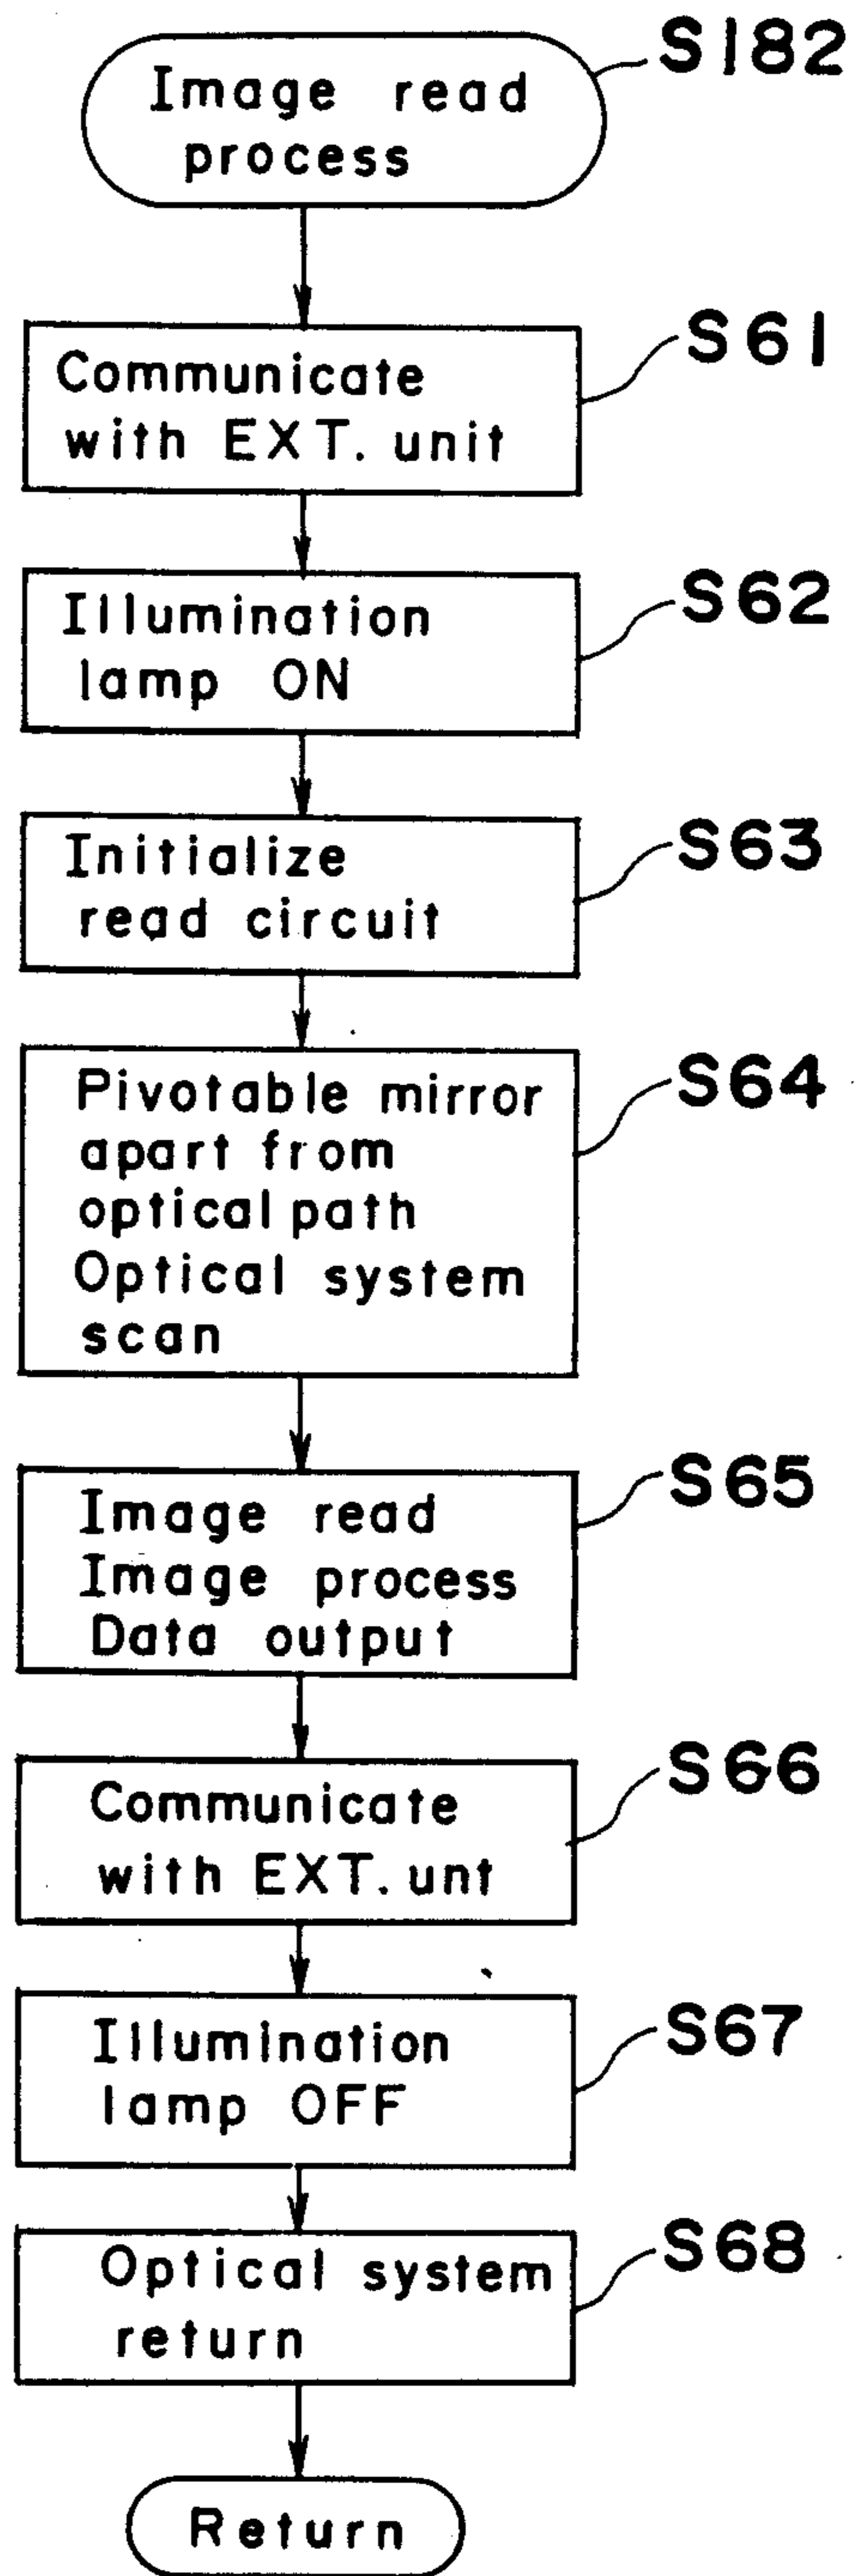 S182
Image read
process
S61
Communicate
with EXT. unit
S62
Illumination
lamp ON
S63
Initialize
read circuit
S64
Pivotable mirror
apart from
optical path
Optical system
scan
S65
Image read
Image process
Data output
S66
Communicate
with EXT. unt
S67
Illumination
lamp OFF
S68
Optical system
return
Return